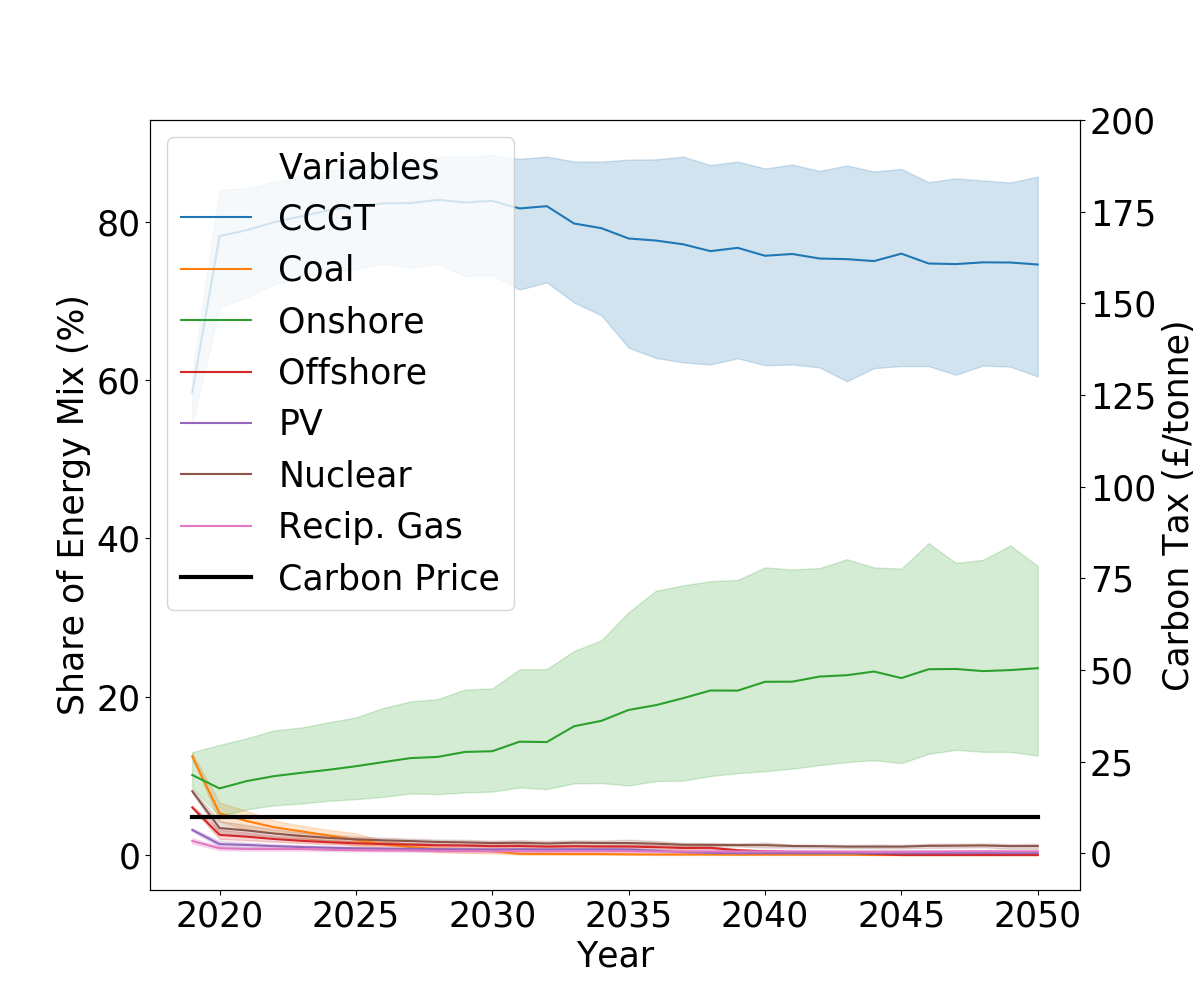 Variables
CCGT
Coal
Onshore
Offshore
PV
Nuclear
Recip. Gas
Carbon Price
Share of Energy Mix (%)
80
60
40
20
0
200
175
150
125
100
75
50
25
0
Carbon Tax (£/tonne)
2020 2025 2030 2035 2040 2045 2050
Year